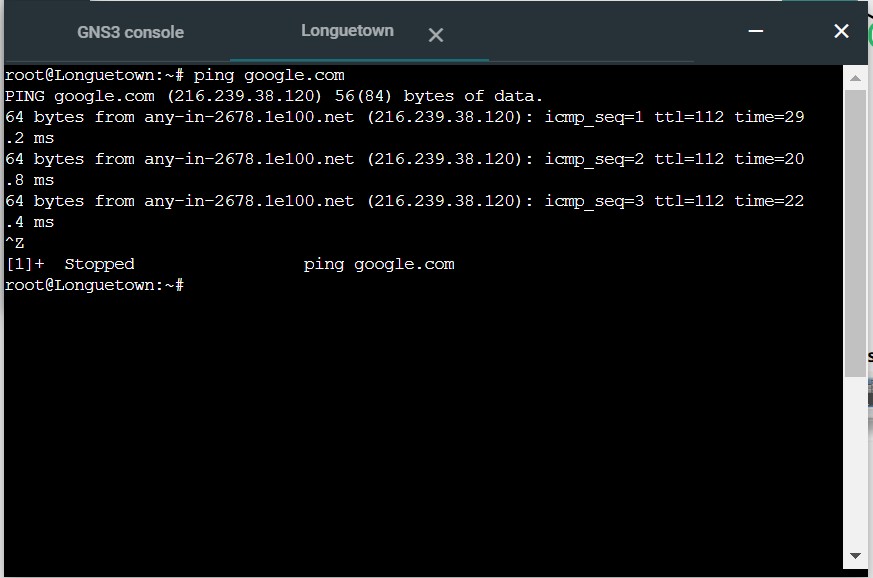 GNS3 console
Longuetown
root@Longuetown:~# ping google.com
PING google.com (216.239.38.120) 56(84) bytes of data.
64 bytes from any-in-2678.1e100.net (216.239.38.120): icmp_seq=1 ttl=112 time=29
.2 ms
64 bytes from any-in-2678.1e100.net (216.239.38.120): icmp_seq=2 ttl=112 time=20
.8 ms
64 bytes from any-in-2678.1e100.net (216.239.38.120): icmp_seq=3 ttl=112 time=22
.4 ms
^Z
[1]+  Stopped                 ping google.com
root@Longuetown:~#